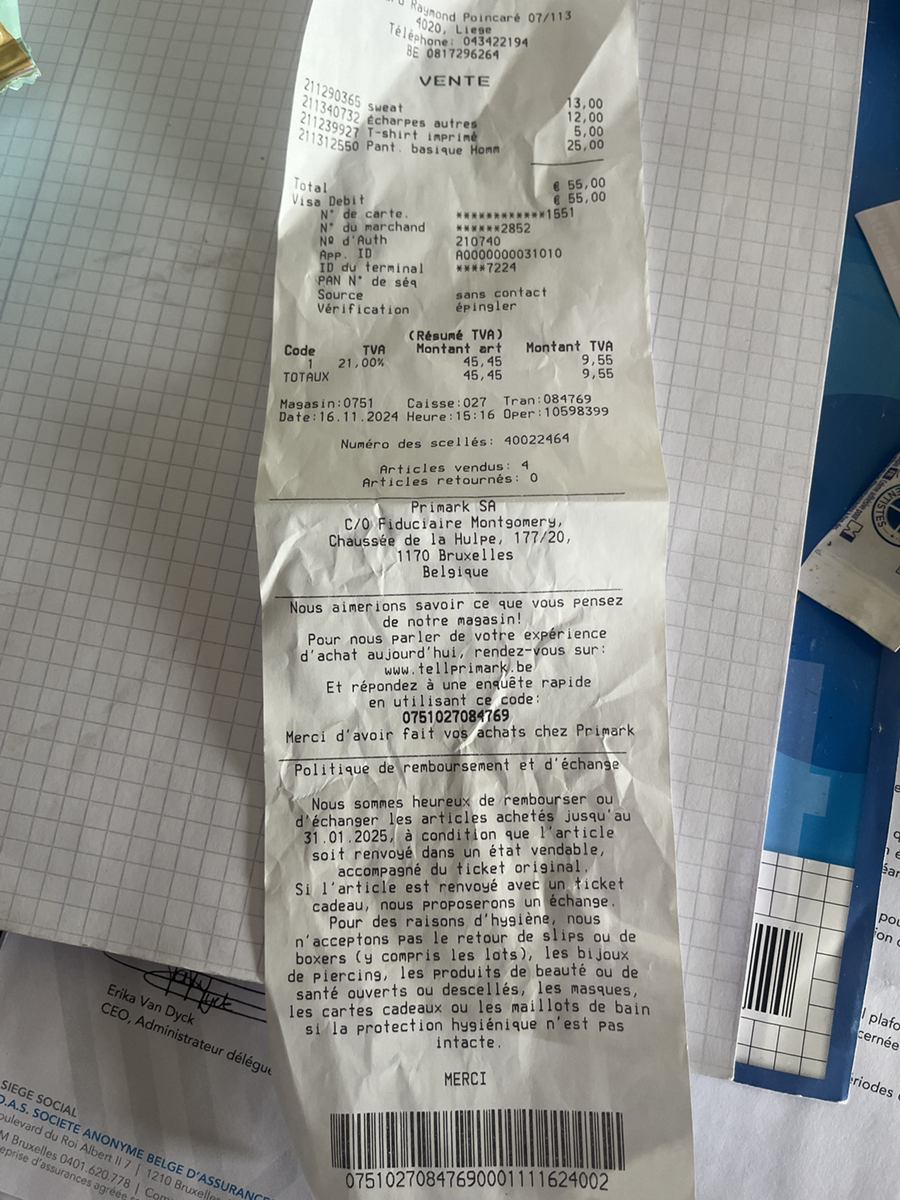 Raymond Poincaré 07/113
4020, Liege
Téléphone: 043422194
BE 0817296264
VENTE
211290365 Sweat 13,00
211340732 Écharpes autres 12,00
211239927 T-shirt imprimé 5,00
211312550 Pant. basique Homm 25,00
Total € 55,00
Visa Debit € 55,00
N° de carte. ************1551
N° du marchand ******2852
Nº d'Auth 210740
App. ID A0000000031010
ID du terminal ****7224
PAN N° de séq
Source sans contact
Vérification épingler
(Résumé TVA)
Code TVA Montant art Montant TVA
1 21,00% 45,45 9,55
TOTAUX 45,45 9,55
Magasin:0751 Caisse:027 Tran:084769
Date:16.11.2024 Heure:15:16 Oper:10598399
Numéro des scellés: 40022464
Articles vendus: 4
Articles retournés: 0
Primark SA
C/O Fiduciaire Montgomery,
Chaussée de la Hulpe, 177/20,
1170 Bruxelles
Belgique
Nous aimerions savoir ce que vous pensez
de notre magasin!
Pour nous parler de votre expérience
d'achat aujourd'hui, rendez-vous sur:
www.tellprimark.be
Et répondez à une enquête rapide
en utilisant ce code:
0751027084769
Merci d'avoir fait vos achats chez Primark
Politique de remboursement et d'échange
Nous sommes heureux de rembourser ou
d'échanger les articles achetés jusqu'au
31.01.2025, à condition que l'article
soit renvoyé dans un état vendable,
accompagné du ticket original.
Si l'article est renvoyé avec un ticket
cadeau, nous proposerons un échange.
Pour des raisons d'hygiène, nous
n'acceptons pas le retour de slips ou de
boxers (y compris les lots), les bijoux
de piercing, les produits de beauté ou de
santé ouverts ou descellés, les masques,
les cartes cadeaux ou les maillots de bain
si la protection hygiénique n'est pas
intacte.
MERCI
07510270847690001111624002
Erika Van Dyck
CEO, Administrateur délégu
SIEGE SOCIAL
D.A.S. SOCIETE ANONYME BELGE D'ASSURANCE
oulevard du Roi Albert II 7 | 1210 Bruxelle
M Bruxelles 0401.620.778 | Com
eprise d'assurances agréée